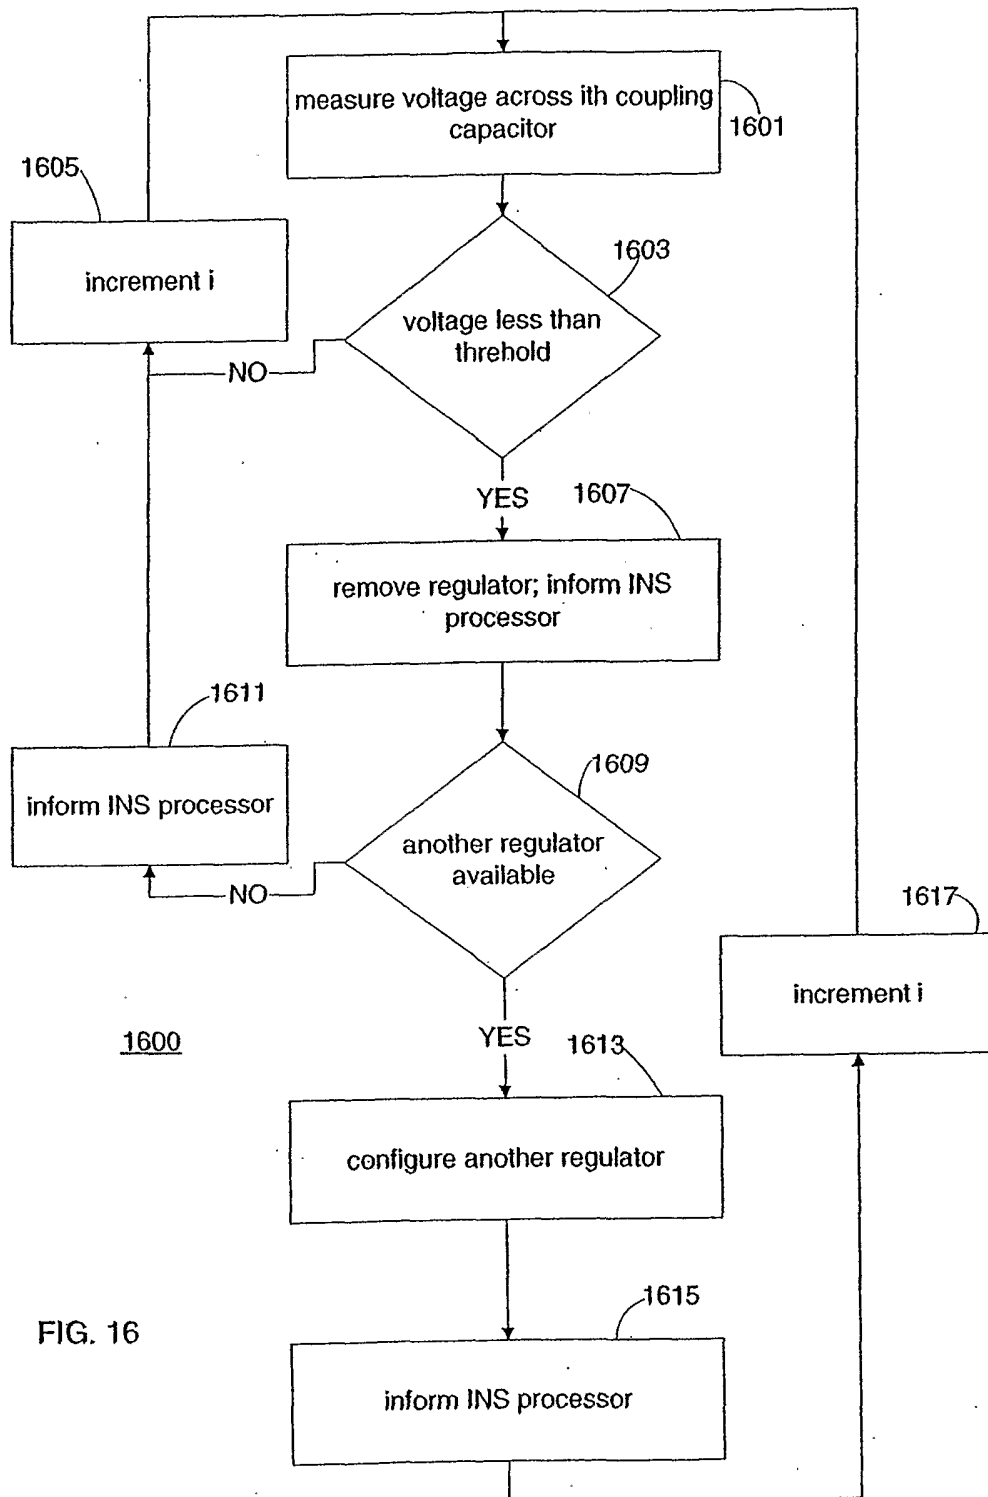 measure voltage across ith coupling
capacitor
1601
1605
increment i
1603
voltage less than
threhold
NO
YES
1607
remove regulator; inform INS
processor
1611
inform INS processor
1609
another regulator
available
NO
1617
increment i
YES
1600
1613
configure another regulator
1615
FIG. 16
inform INS processor